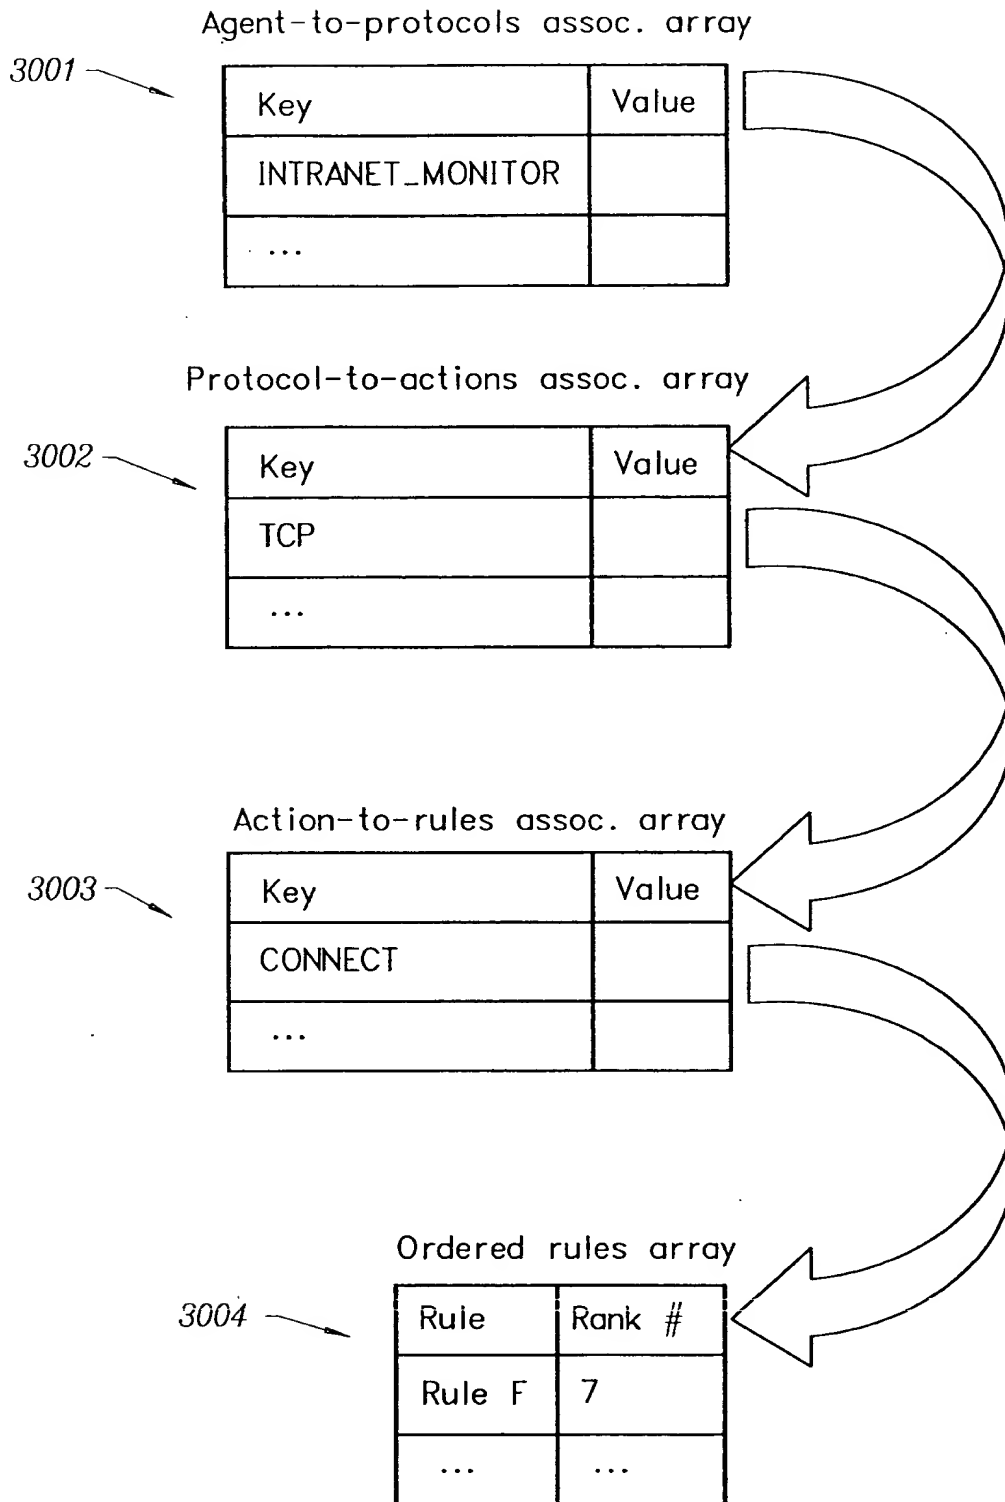 Agent-to-protocols assoc. array
3001
Key Value
INTRANET_MONITOR
...
Protocol-to-actions assoc. array
3002
Key Value
TCP
...
Action-to-rules assoc. array
3003
Key Value
CONNECT
...
Ordered rules array
3004
Rule Rank #
Rule F 7
... ...